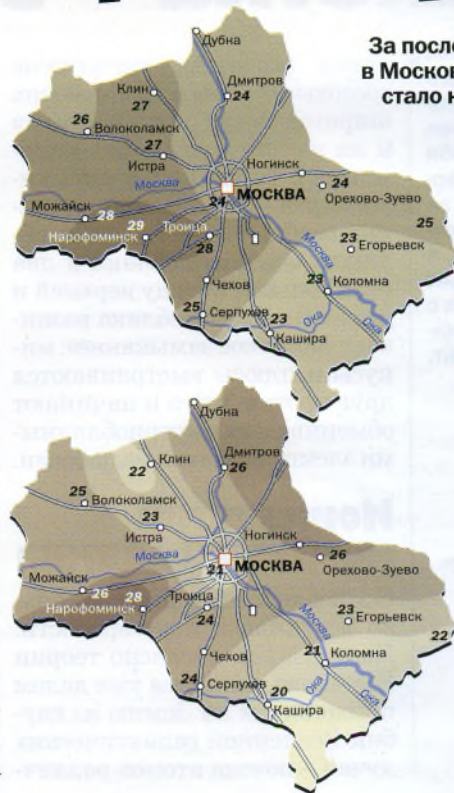 За после
в Москов
стало н
Дубна
Клин
27
Дмитров
24
26
Волоколамск
27
Истра
Ногинск
Москва
24
Орехово-Зуево
МОСКВА
24
Можайск
28
29
Нарофоминск
Троица
28
25
Москва
23
Егорьевск
Чехов
23
Коломна
25
Серпухов
Ока
23
Кашира
Ока
Дубна
22
Клин
Дмитров
26
25
Волоколамск
23
Истра
Ногинск
Москва
26
Орехово-Зуево
МОСКВА
21
Можайск
26
28
Нарофоминск
Троица
24
Москва
23
Егорьевск
22
Чехов
21
Коломна
24
Серпухов
Ока
20
Кашира
Ока